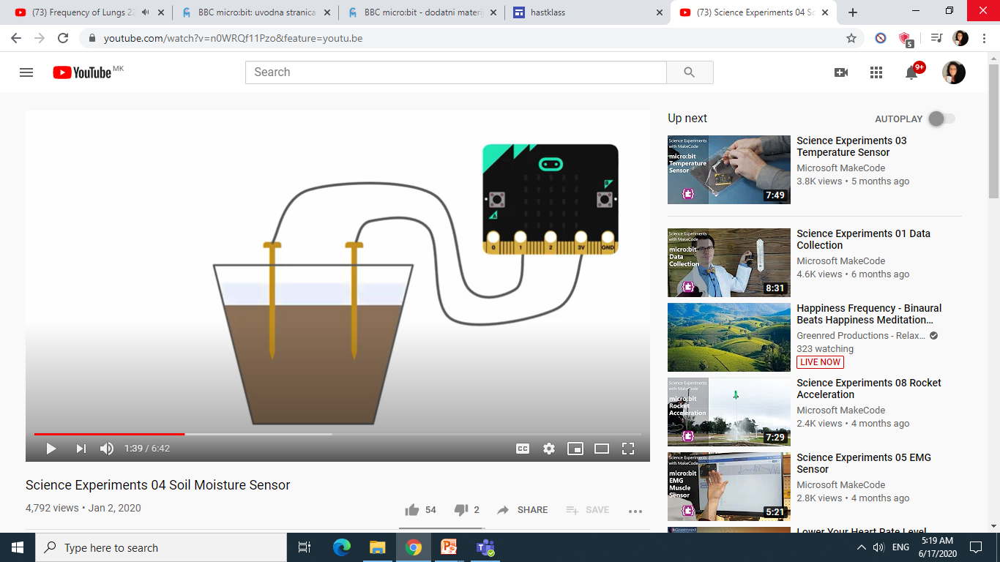 (73) Frequency of Lungs 22
BBC micro:bit: uvodna stranica
BBC micro:bit - dodatni materij
hastklass
(73) Science Experiments 04 So
youtube.com/watch?v=n0WRQf11Pzo&feature=youtu.be
5
YouTube MK
Search
9+
0 1 2 3V GND
A
B
1:39 / 6:42
CC
Science Experiments 04 Soil Moisture Sensor
4,792 views • Jan 2, 2020
54
2
SHARE
SAVE
Up next
AUTOPLAY
Science Experiments
with MakeCode
micro:bit
Temperature
Sensor
7:49
Science Experiments 03
Temperature Sensor
Microsoft MakeCode
3.8K views • 5 months ago
Science Experiments
with MakeCode
micro:bit
Data
Collection
8:31
Science Experiments 01 Data
Collection
Microsoft MakeCode
4.6K views • 6 months ago
Happiness Frequency - Binaural
Beats Happiness Meditation...
Greenred Productions - Relax...
323 watching
LIVE NOW
Science Experiments
with MakeCode
micro:bit
Rocket
Acceleration
7:29
Science Experiments 08 Rocket
Acceleration
Microsoft MakeCode
2.4K views • 4 months ago
Science Experiments
with MakeCode
micro:bit
EMG
Muscle
Sensor
5:21
Science Experiments 05 EMG
Sensor
Microsoft MakeCode
2.8K views • 4 months ago
Greenred
Lower Your Heart Rate Level
Type here to search
ENG
5:19 AM
6/17/2020